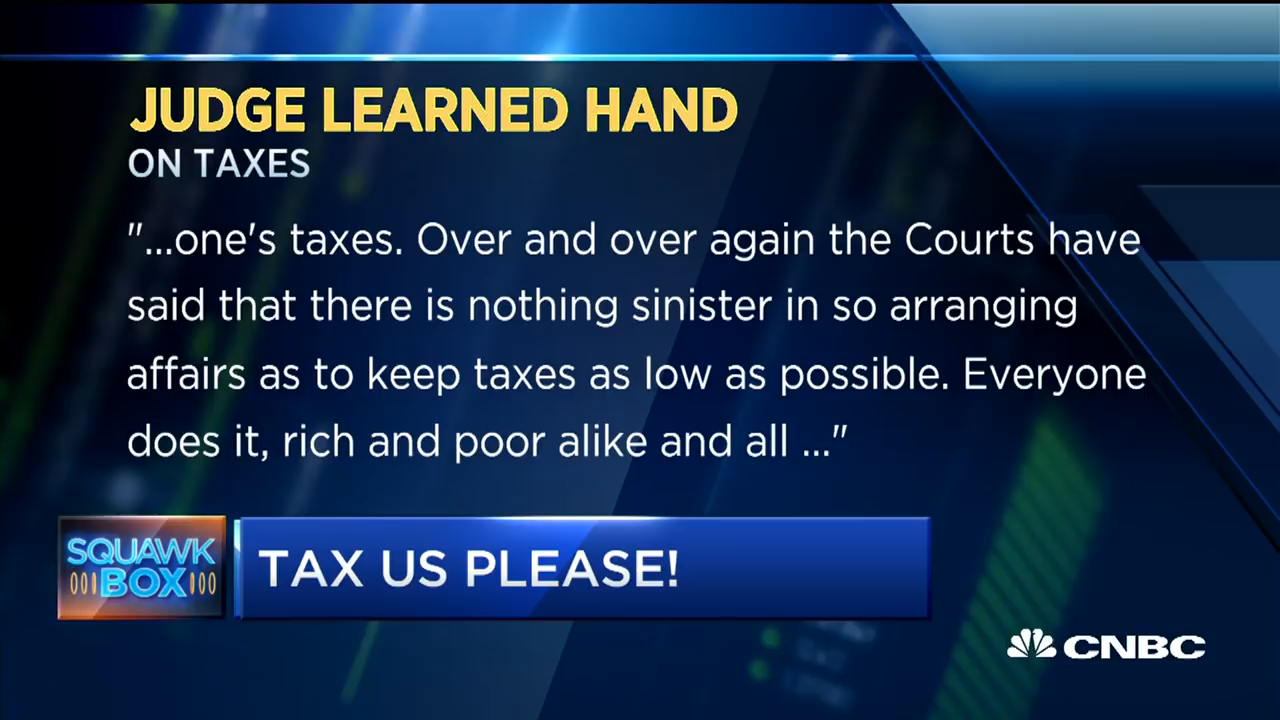 JUDGE LEARNED HAND
ON TAXES
"...one's taxes. Over and over again the Courts have
said that there is nothing sinister in so arranging
affairs as to keep taxes as low as possible. Everyone
does it, rich and poor alike and all ..."
SQUAWK
BOX
TAX US PLEASE!
CNBC